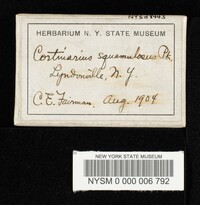 HERBARIUM N. Y. STATE MUSEUM
Cortinarius squamulosus Pk.
Lyndonville, N. Y.
C. E. Fairman. Aug. 1904
NEW YORK STATE MUSEUM
NYSM 0 000 006 792